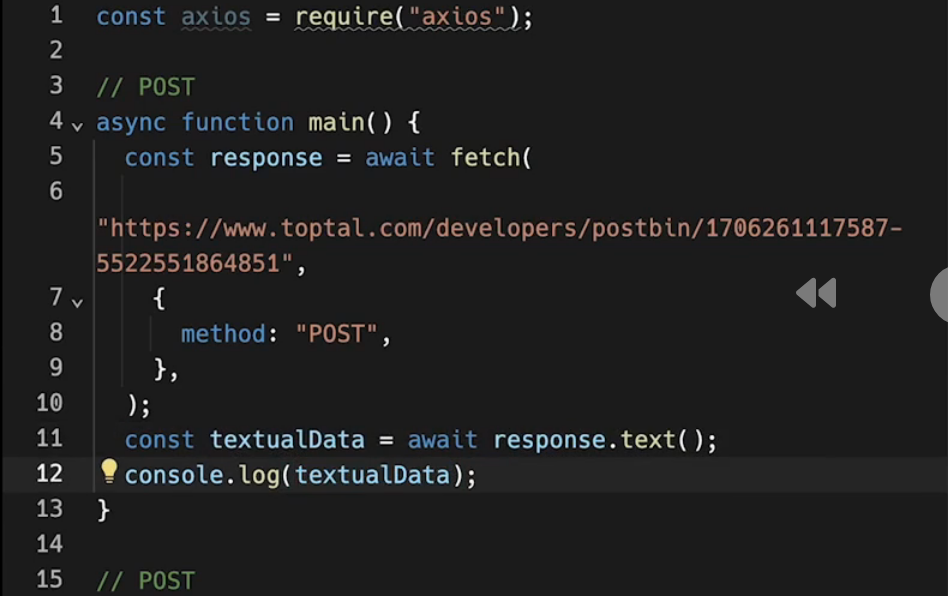 1 const axios = require("axios");
2
3 // POST
4 async function main() {
5 const response = await fetch(
6
"https://www.toptal.com/developers/postbin/1706261117587-
5522551864851",
7 {
8 method: "POST",
9 },
10 );
11 const textualData = await response.text();
12 console.log(textualData);
13 }
14
15 // POST